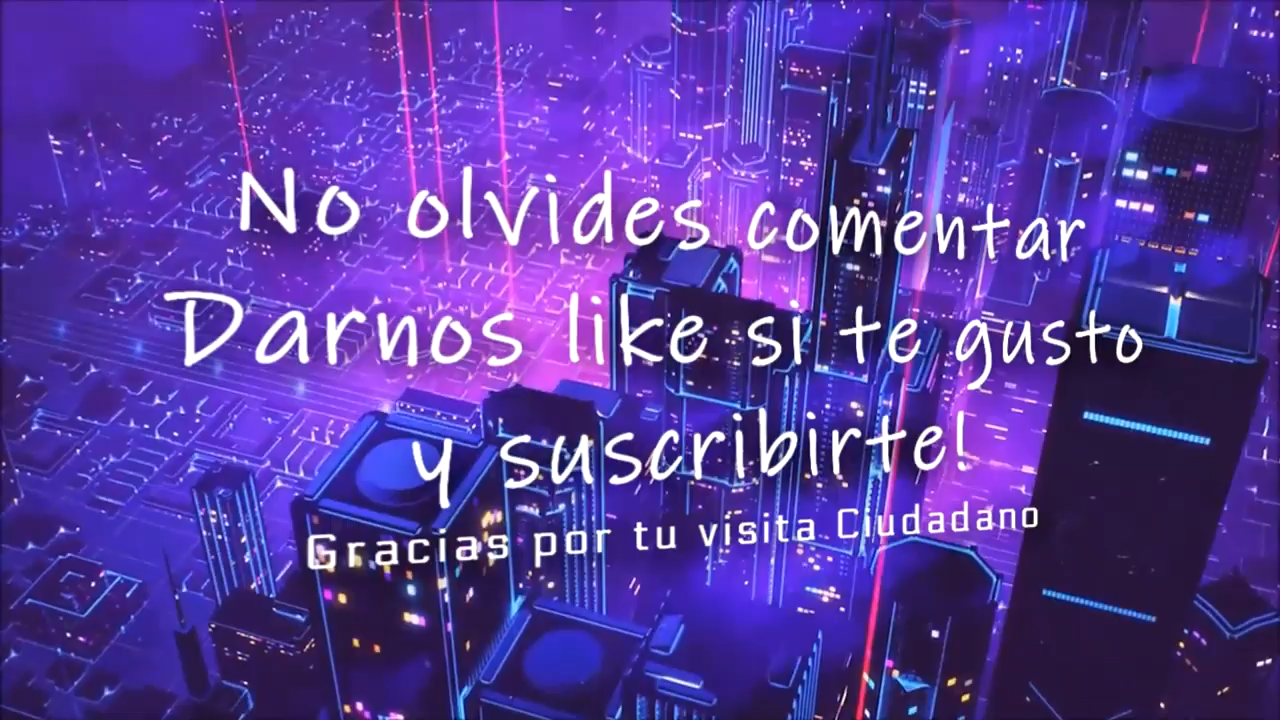 No olvides comentar
Darnos like si te gusto
y suscribirte!
Gracias por tu visita Ciudadano